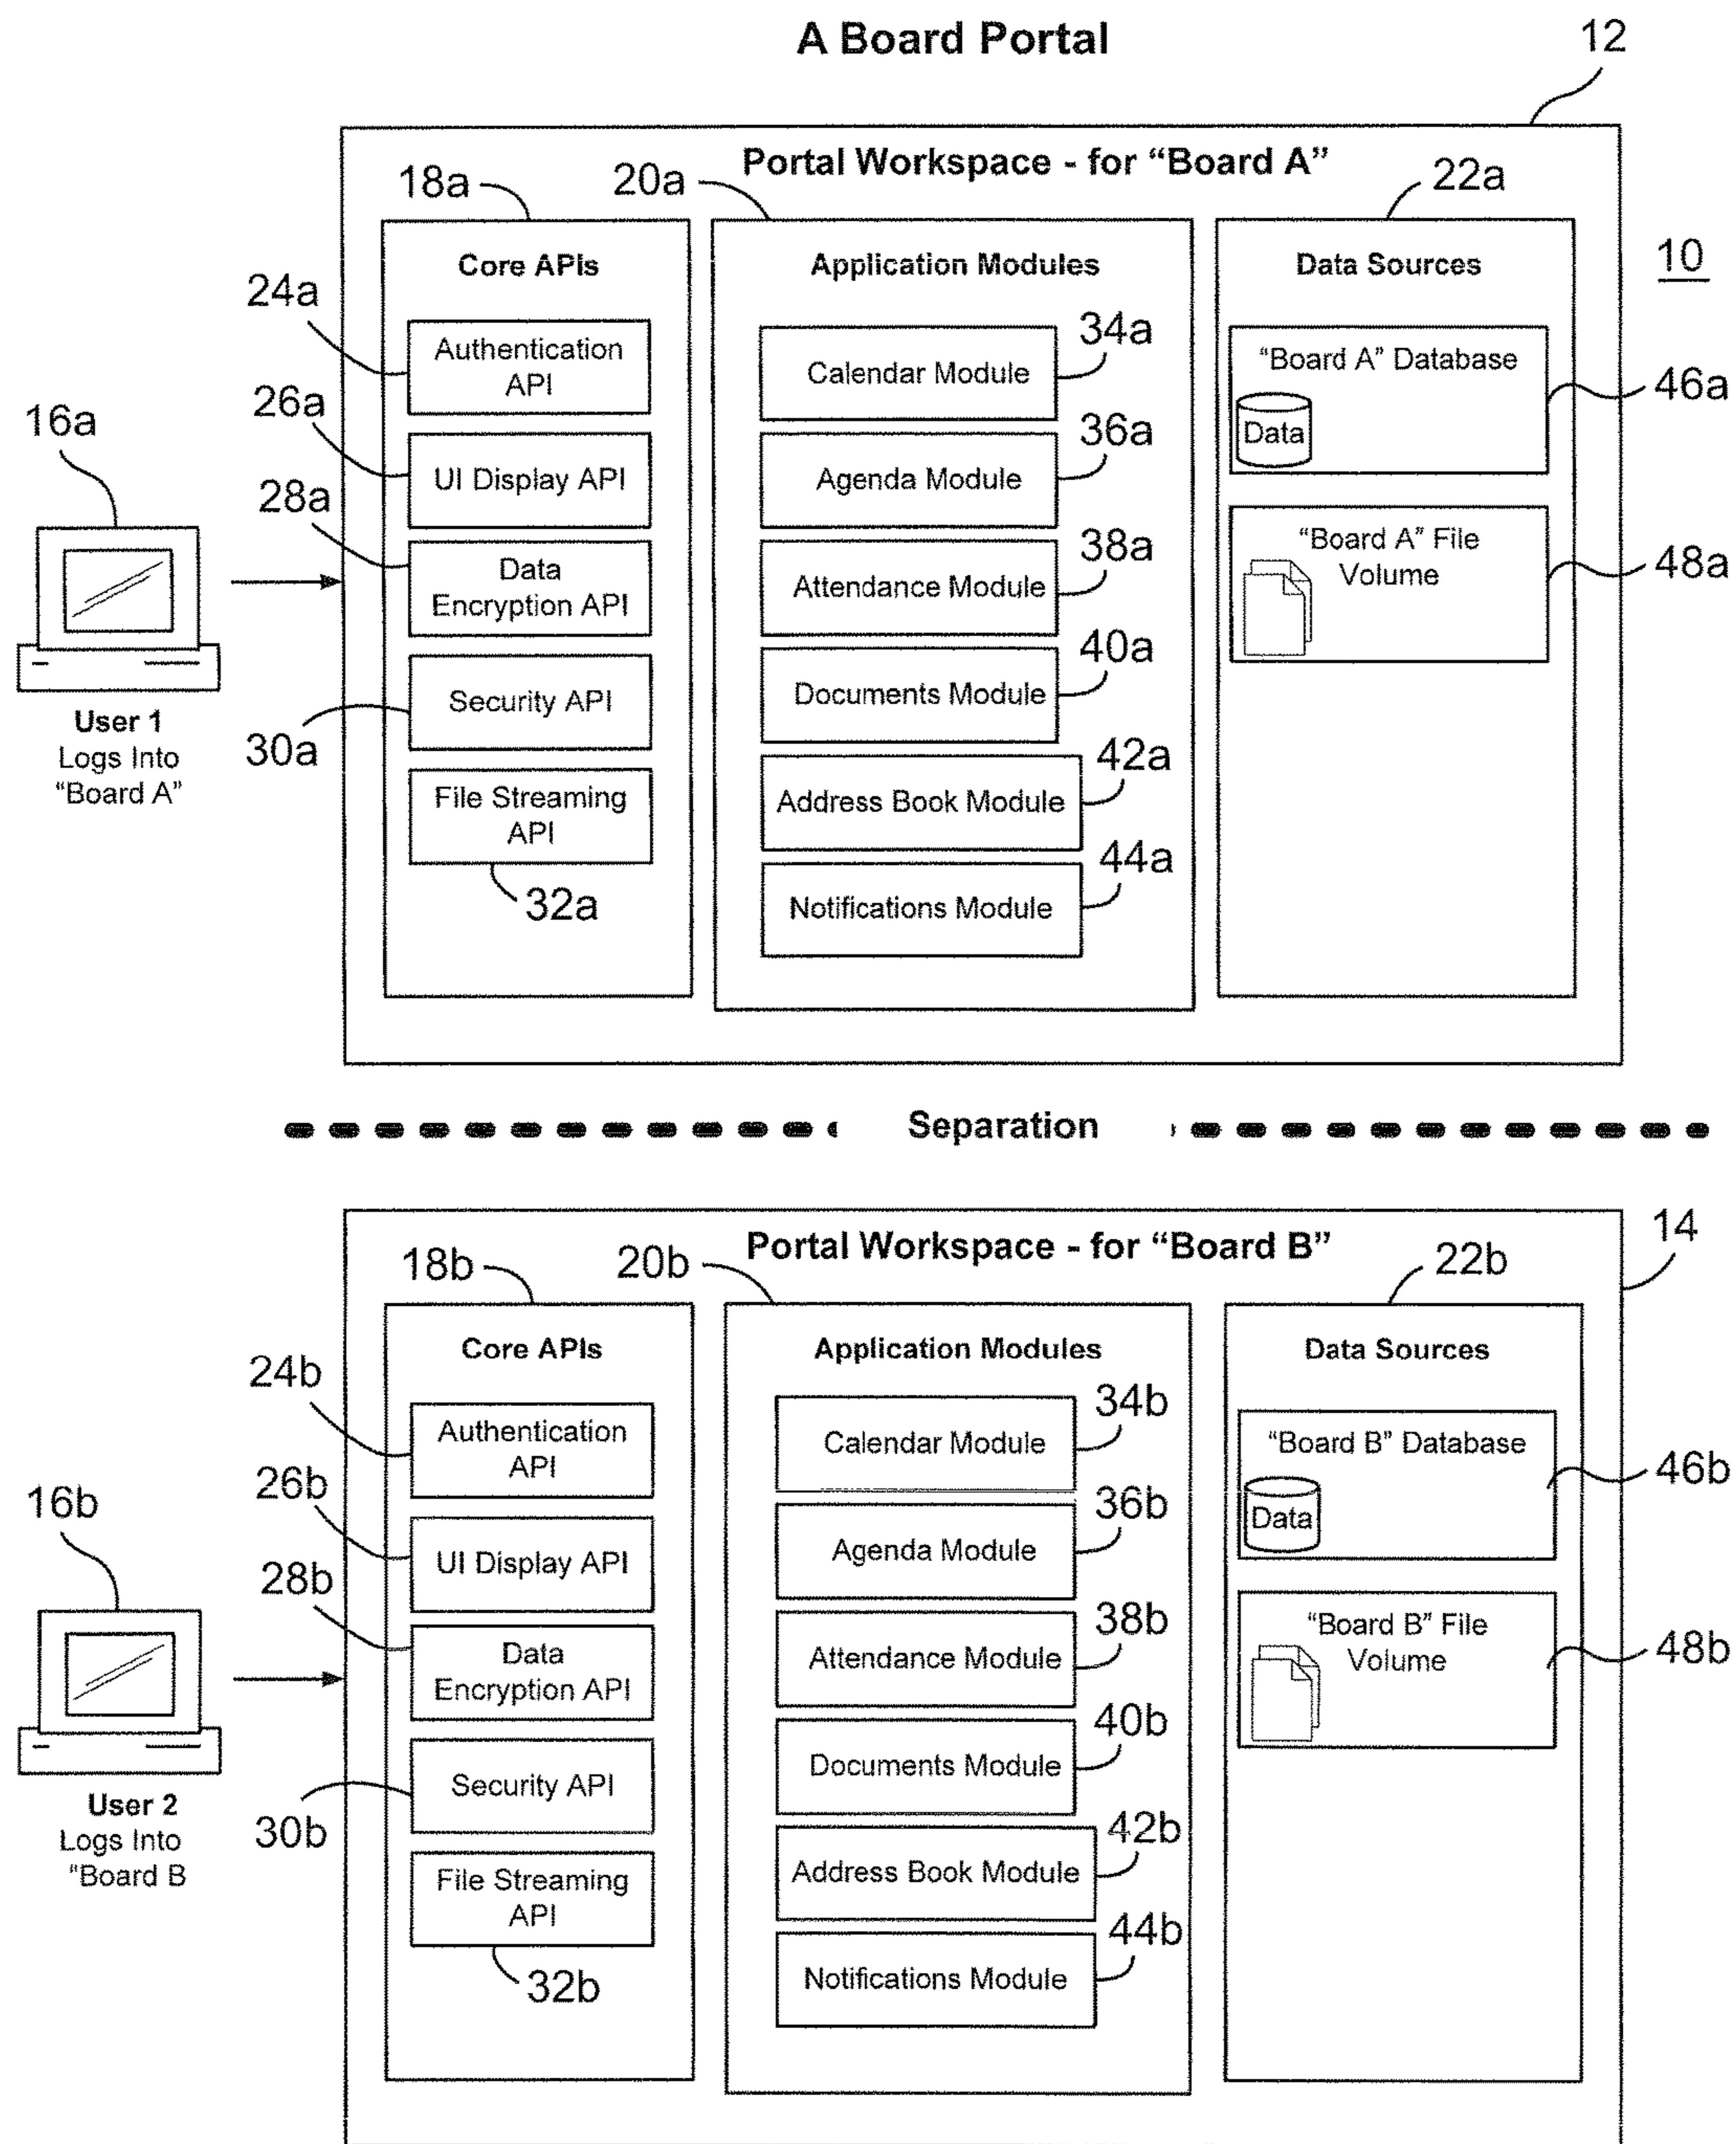 A Board Portal
12
Portal Workspace - for “Board A”
18a
20a
22a
10
Core APIs
Application Modules
Data Sources
24a
Authentication
API
26a
UI Display API
28a
Data
Encryption API
30a
Security API
File Streaming
API
32a
34a
Calendar Module
36a
Agenda Module
38a
Attendance Module
40a
Documents Module
42a
Address Book Module
44a
Notifications Module
“Board A” Database
Data
46a
“Board A” File
Volume
48a
16a
User 1
Logs Into
“Board A”
Separation
14
Portal Workspace - for “Board B”
18b
20b
22b
Core APIs
Application Modules
Data Sources
24b
Authentication
API
26b
UI Display API
28b
Data
Encryption API
30b
Security API
File Streaming
API
32b
34b
Calendar Module
36b
Agenda Module
38b
Attendance Module
40b
Documents Module
42b
Address Book Module
44b
Notifications Module
“Board B” Database
Data
46b
“Board B” File
Volume
48b
16b
User 2
Logs Into
“Board B